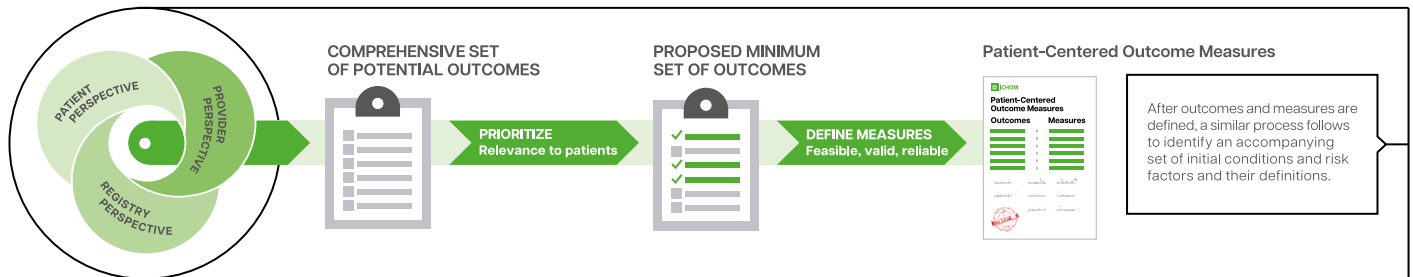 PATIENT
PERSPECTIVE
PROVIDER
PERSPECTIVE
REGISTRY
PERSPECTIVE
COMPREHENSIVE SET
OF POTENTIAL OUTCOMES
PRIORITIZE
Relevance to patients
PROPOSED MINIMUM
SET OF OUTCOMES
DEFINE MEASURES
Feasible, valid, reliable
Patient-Centered Outcome Measures
ICHOM
Patient-Centered
Outcome Measures
Outcomes Measures
After outcomes and measures are
defined, a similar process follows
to identify an accompanying
set of initial conditions and risk
factors and their definitions.